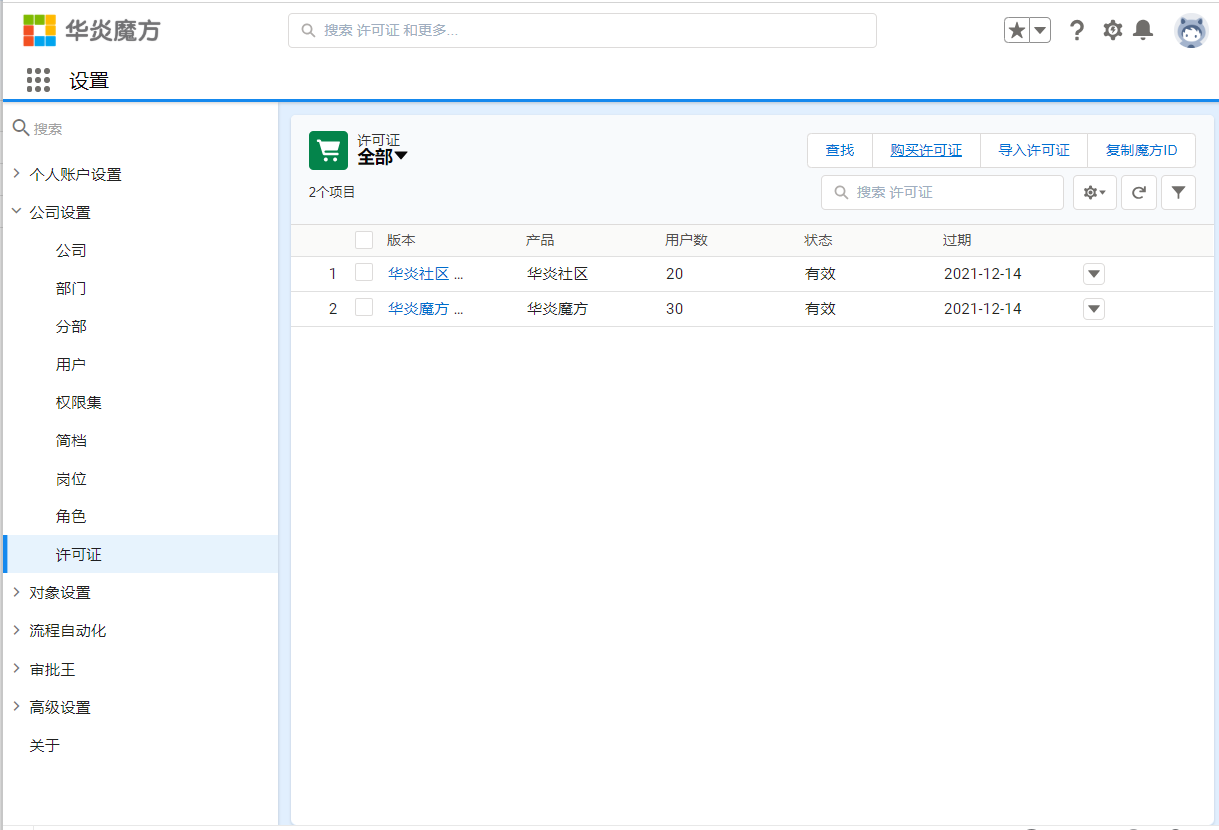 华炎魔方
搜索 许可证 和更多...
设置
搜索
个人账户设置
公司设置
公司
部门
分部
用户
权限集
简档
岗位
角色
许可证
对象设置
流程自动化
审批王
高级设置
关于
许可证
全部
2个项目
查找 购买许可证 导入许可证 复制魔方ID
搜索 许可证
版本 产品 用户数 状态 过期
1 华炎社区 ... 华炎社区 20 有效 2021-12-14
2 华炎魔方 ... 华炎魔方 30 有效 2021-12-14